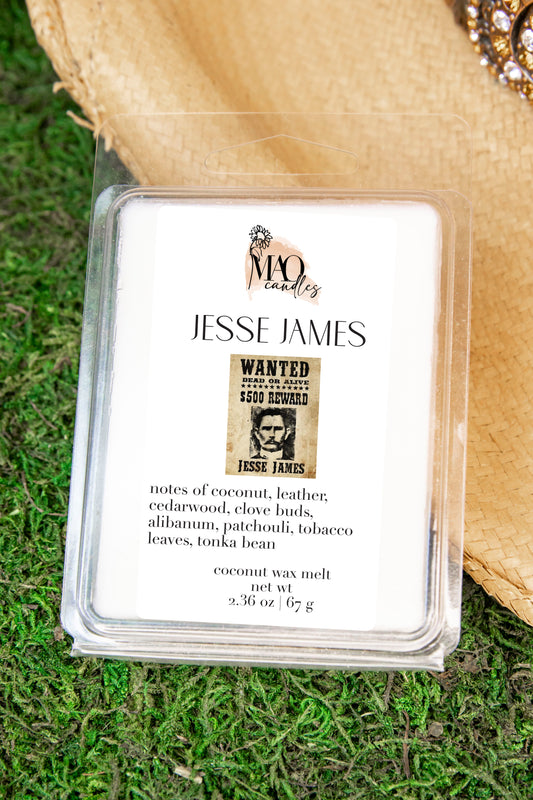 MAO
candles
JESSE JAMES
WANTED
DEAD OR ALIVE
$500 REWARD
JESSE JAMES
notes of coconut, leather,
cedarwood, clove buds,
alibanum, patchouli, tobacco
leaves, tonka bean
coconut wax melt
net wt
2.36 oz | 67 g